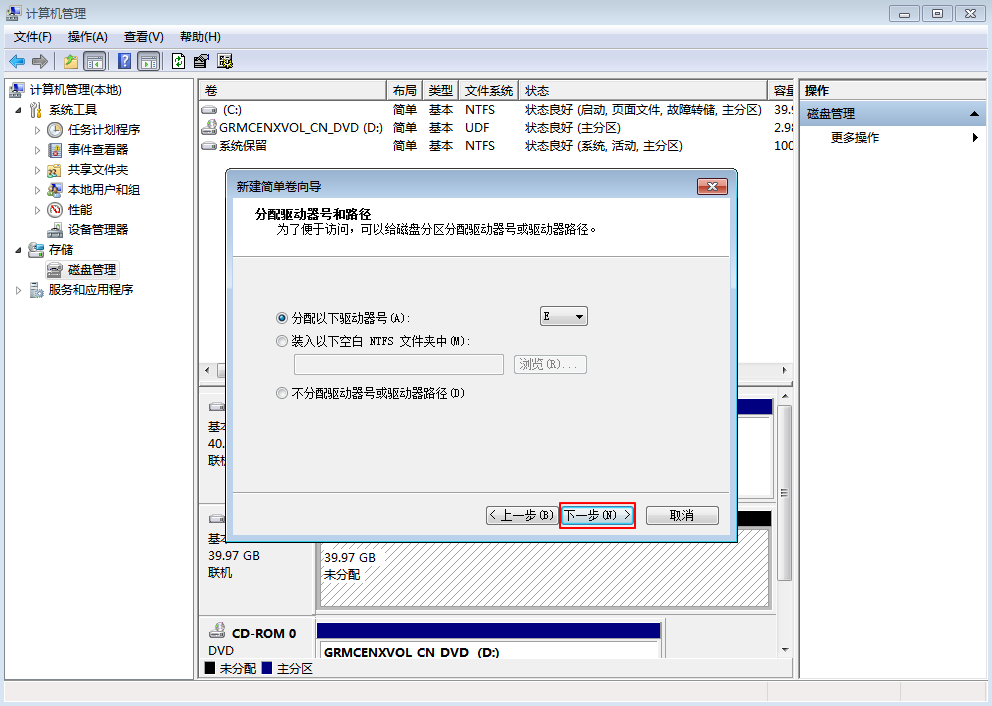 计算机管理
文件(F) 操作(A) 查看(V) 帮助(H)
计算机管理(本地)
系统工具
任务计划程序
事件查看器
共享文件夹
本地用户和组
性能
设备管理器
存储
磁盘管理
服务和应用程序
卷 布局 类型 文件系统 状态 容量
(C:) 简单 基本 NTFS 状态良好 (启动, 页面文件, 故障转储, 主分区) 39.9
GRMCENXVOL_CN_DVD (D:) 简单 基本 UDF 状态良好 (主分区) 2.98
系统保留 简单 基本 NTFS 状态良好 (系统, 活动, 主分区) 100
操作
磁盘管理
更多操作
新建简单卷向导
分配驱动器号和路径
为了便于访问，可以给磁盘分区分配驱动器号或驱动器路径。
分配以下驱动器号(A): E
装入以下空白 NTFS 文件夹中(M):
浏览(R)...
不分配驱动器号或驱动器路径(D)
< 上一步(B) 下一步(N) > 取消
基本
40.
联机
基本
39.97 GB
联机
39.97 GB
未分配
CD-ROM 0
DVD
GRMCENXVOL_CN_DVD (D:)
未分配 主分区